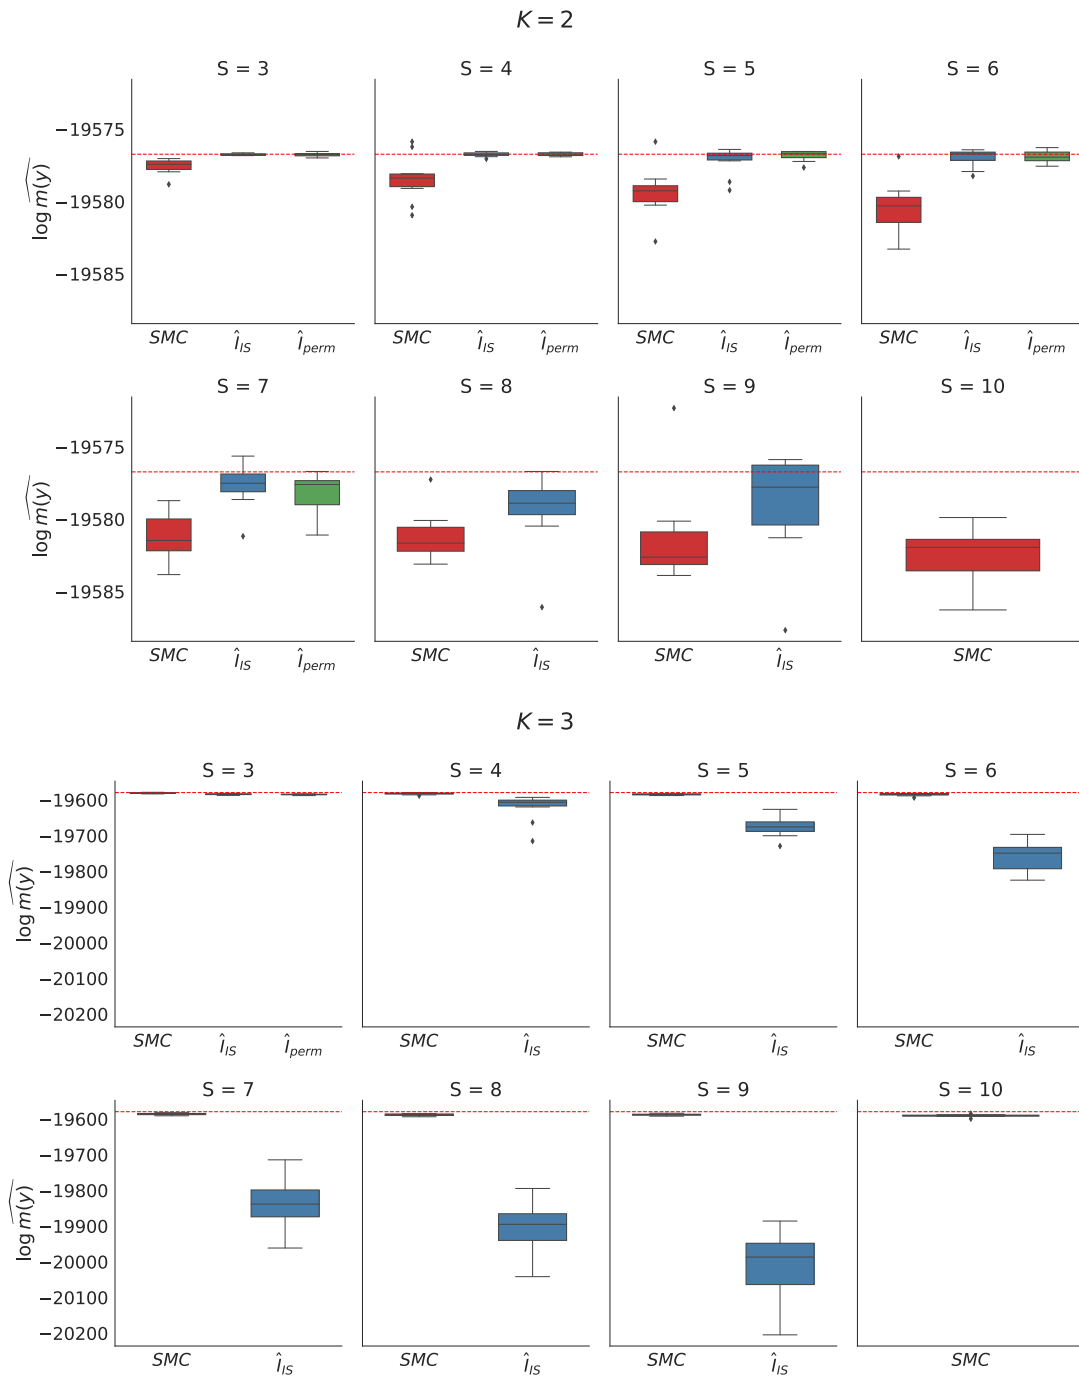 K = 2
S = 3 S = 4 S = 5 S = 6
log m(y)
−19575
−19580
−19585
SMC Î_IS Î_perm SMC Î_IS Î_perm SMC Î_IS Î_perm SMC Î_IS Î_perm
S = 7 S = 8 S = 9 S = 10
log m(y)
−19575
−19580
−19585
SMC Î_IS Î_perm SMC Î_IS SMC Î_IS SMC
K = 3
S = 3 S = 4 S = 5 S = 6
log m(y)
−19600
−19700
−19800
−19900
−20000
−20100
−20200
SMC Î_IS Î_perm SMC Î_IS SMC Î_IS SMC Î_IS
S = 7 S = 8 S = 9 S = 10
log m(y)
−19600
−19700
−19800
−19900
−20000
−20100
−20200
SMC Î_IS SMC Î_IS SMC Î_IS SMC